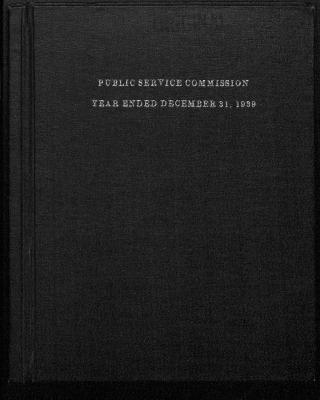 PUBLIC SERVICE COMMISSION
YEAR ENDED DECEMBER 31, 1939